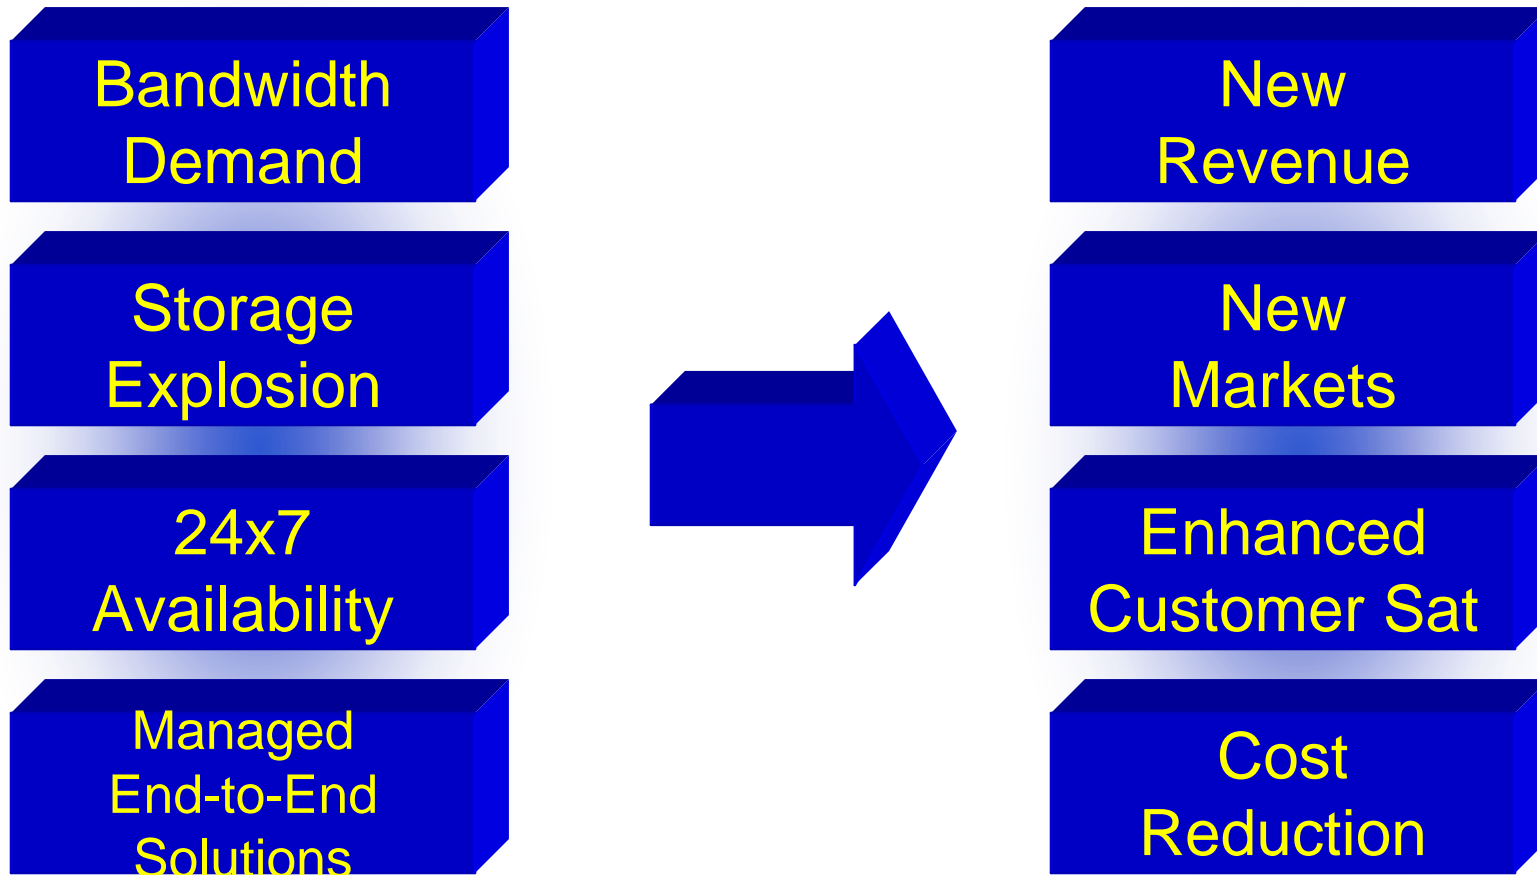 Bandwidth
Demand
Storage
Explosion
24x7
Availability
Managed
End-to-End
Solutions
New
Revenue
New
Markets
Enhanced
Customer Sat
Cost
Reduction